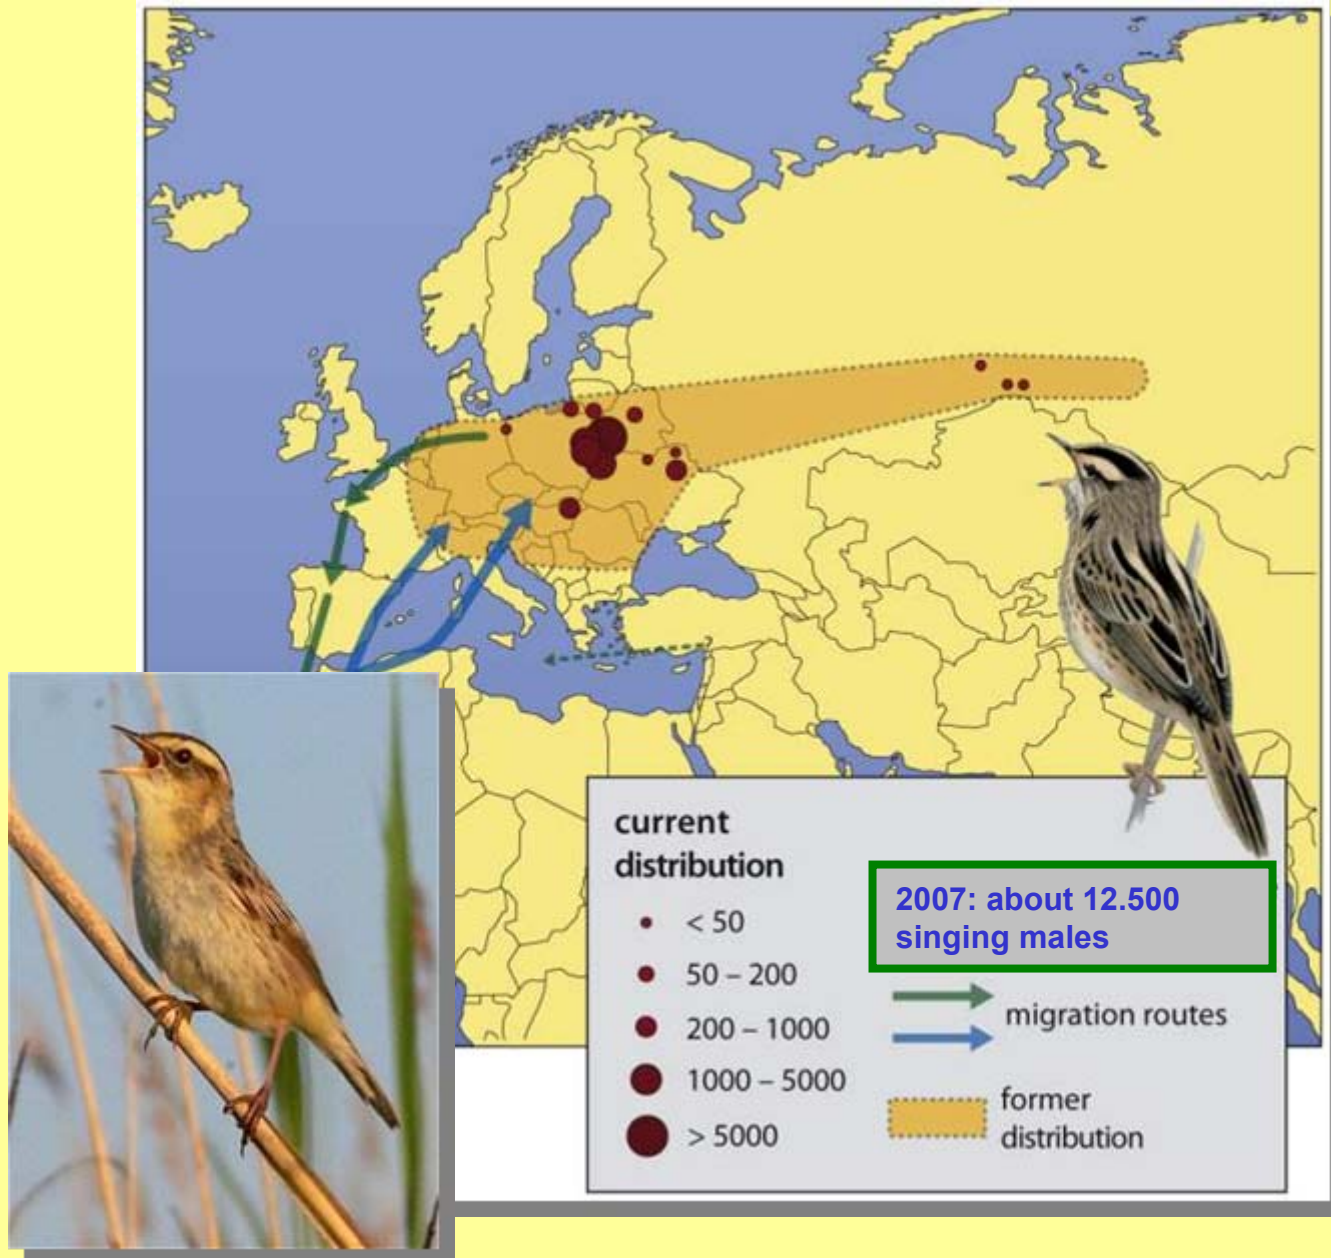 ?
current
distribution
< 50
50 – 200
200 – 1000
1000 – 5000
> 5000
2007: about 12.500
singing males
migration routes
former
distribution